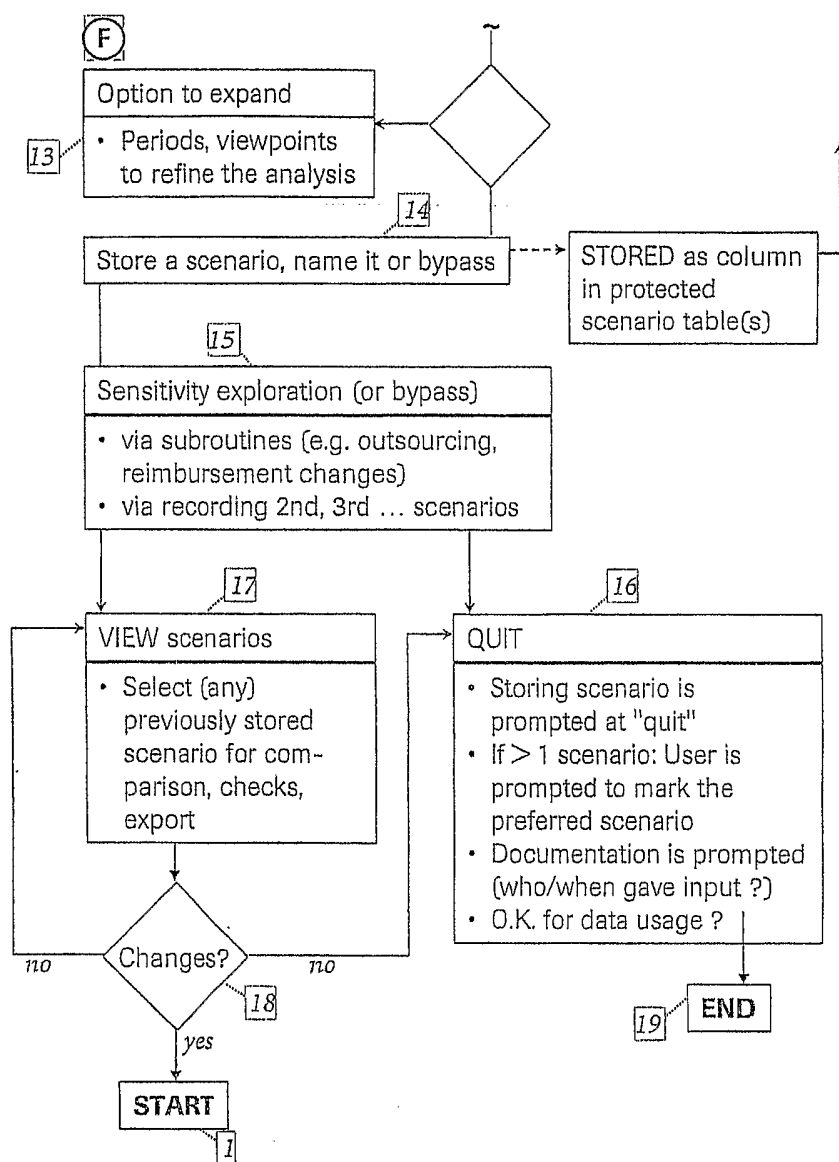 F
~
Option to expand
• Periods, viewpoints
to refine the analysis
13
14
Store a scenario, name it or bypass
STORED as column
in protected
scenario table(s)
15
Sensitivity exploration (or bypass)
• via subroutines (e.g. outsourcing,
reimbursement changes)
• via recording 2nd, 3rd ... scenarios
17
VIEW scenarios
• Select (any)
previously stored
scenario for com-
parison, checks,
export
16
QUIT
• Storing scenario is
prompted at "quit"
• If > 1 scenario: User is
prompted to mark the
preferred scenario
• Documentation is prompted
(who/when gave input ?)
• O.K. for data usage ?
no
Changes?
no
18
yes
19
END
START
1